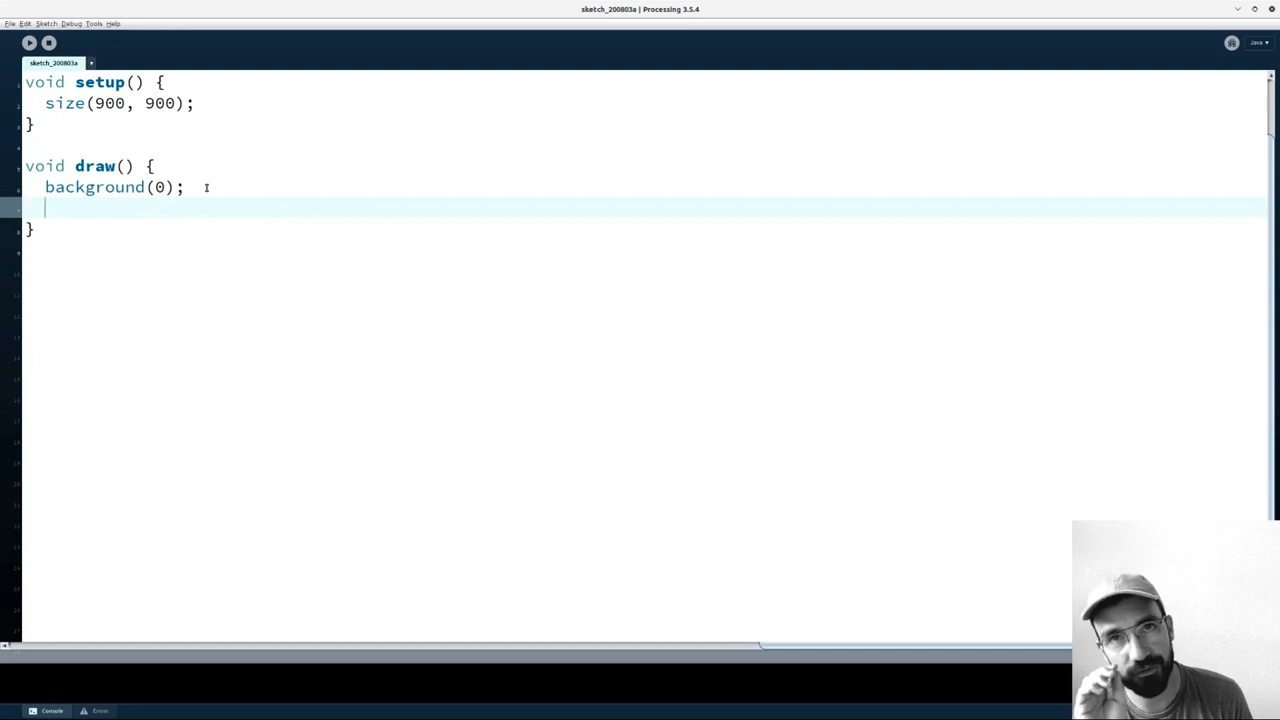 sketch_200803a | Processing 3.5.4
File Edit Sketch Debug Tools Help
Java ▾
sketch_200803a
void setup() {
size(900, 900);
}
void draw() {
background(0);
}
Console
Errors